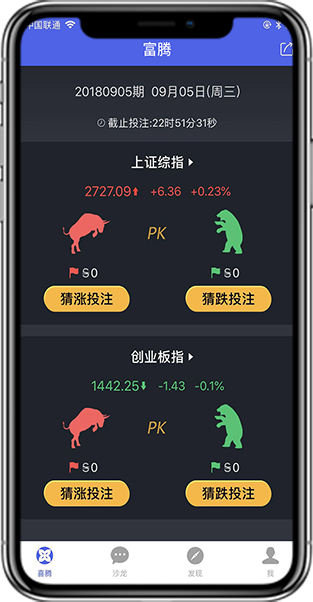 中国联通
富腾
20180905期 09月05日(周三)
截止投注:22时51分31秒
上证综指
2727.09 +6.36 +0.23%
PK
0 0
猜涨投注 猜跌投注
创业板指
1442.25 -1.43 -0.1%
PK
0 0
猜涨投注 猜跌投注
喜腾 沙龙 发现 我